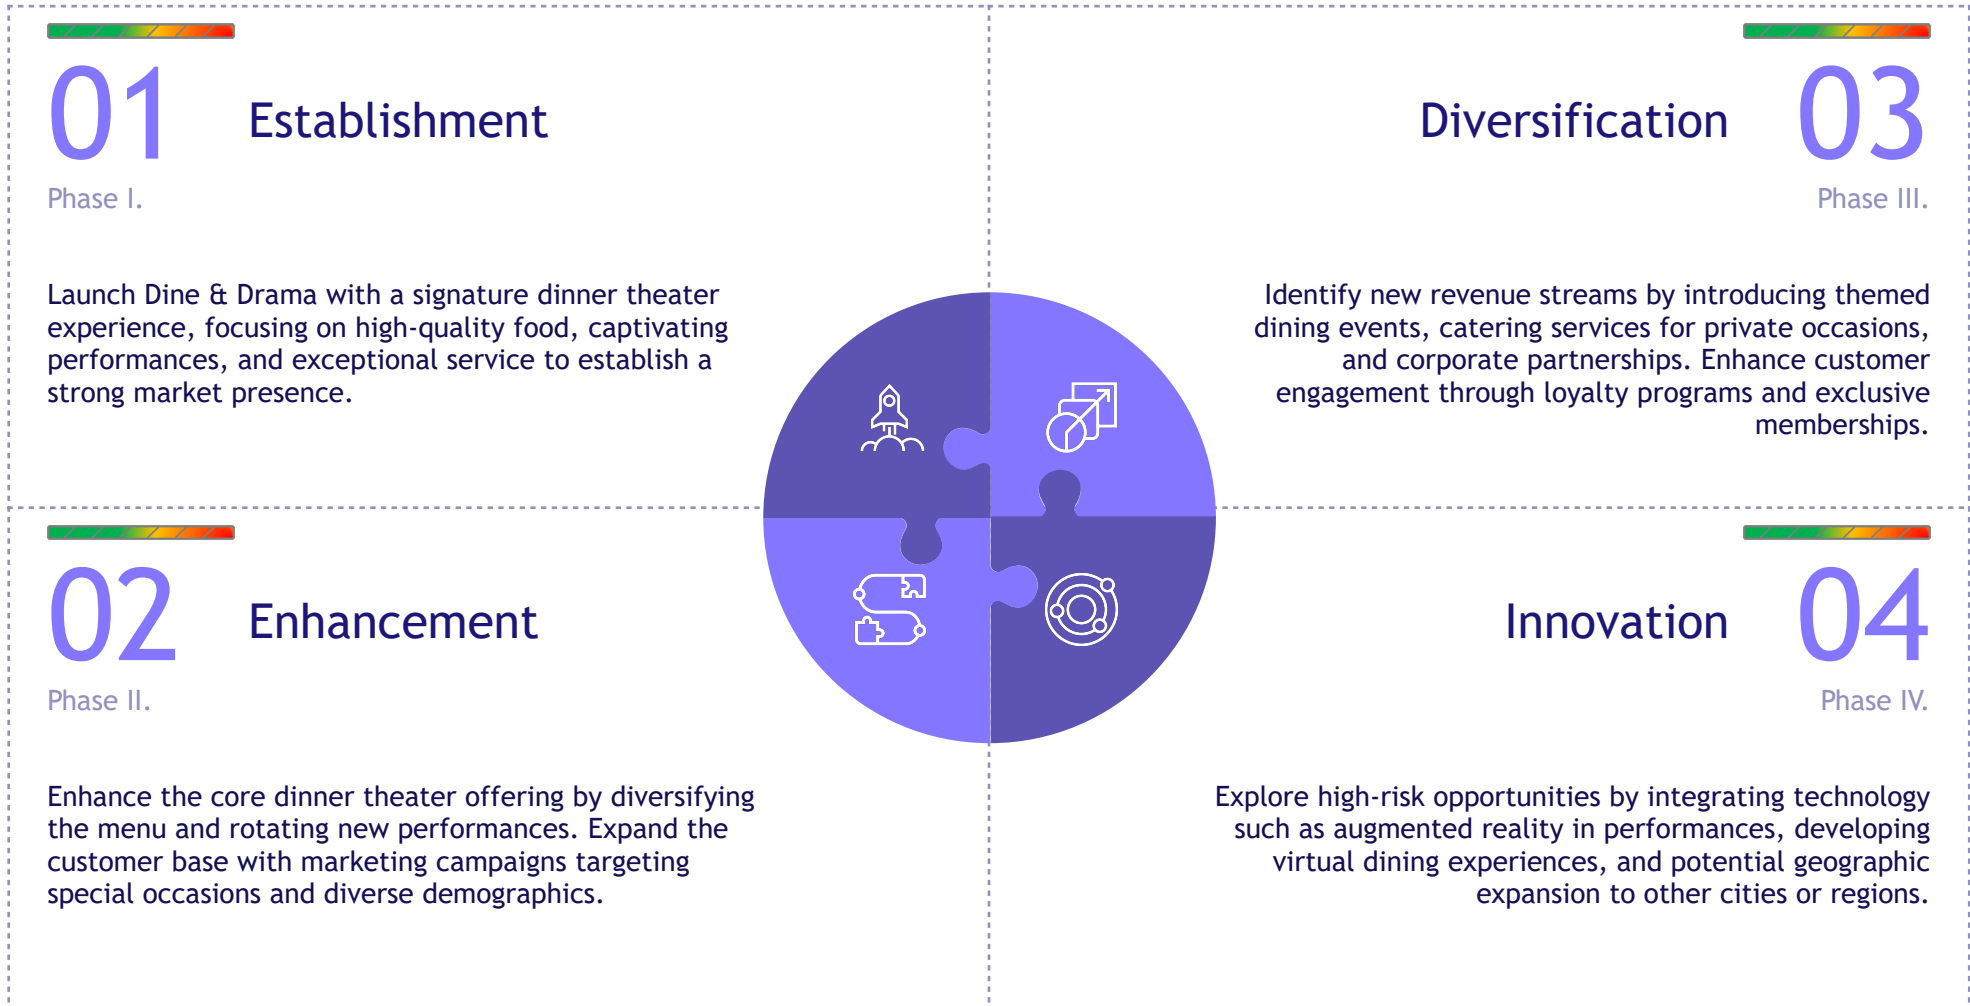 01
Establishment
Phase I.
Launch Dine & Drama with a signature dinner theater
experience, focusing on high-quality food, captivating
performances, and exceptional service to establish a
strong market presence.
02
Enhancement
Phase II.
Enhance the core dinner theater offering by diversifying
the menu and rotating new performances. Expand the
customer base with marketing campaigns targeting
special occasions and diverse demographics.
Diversification
03
Phase III.
Identify new revenue streams by introducing themed
dining events, catering services for private occasions,
and corporate partnerships. Enhance customer
engagement through loyalty programs and exclusive
memberships.
Innovation
04
Phase IV.
Explore high-risk opportunities by integrating technology
such as augmented reality in performances, developing
virtual dining experiences, and potential geographic
expansion to other cities or regions.